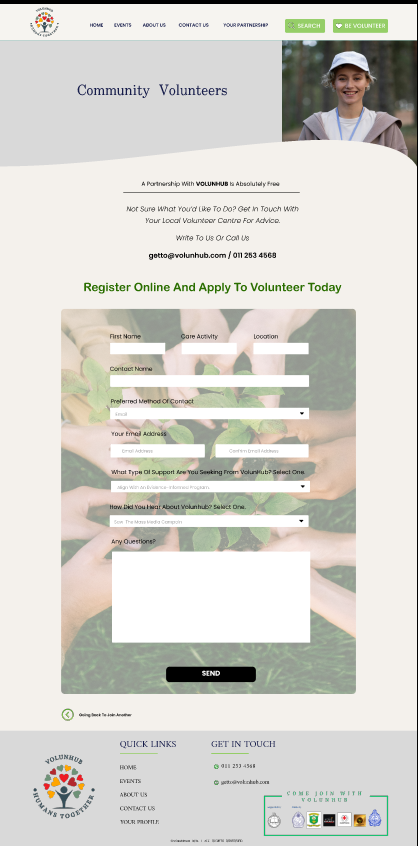 VOLUNHUB
HUMANS TOGETHER
HOME
EVENTS
ABOUT US
CONTACT US
YOUR PARTNERSHIP
SEARCH
BE VOLUNTEER
Community Volunteers
A Partnership With VOLUNHUB Is Absolutely Free
Not Sure What You'd Like To Do? Get In Touch With
Your Local Volunteer Centre For Advice.
Write To Us Or Call Us
getto@volunhub.com / 011 253 4568
Register Online And Apply To Volunteer Today
First Name
Care Activity
Location
Contact Name
Preferred Method Of Contact
Email
Your Email Address
Email Address
Confirm Email Address
What Type Of Support Are You Seeking From VolunHub? Select One.
Align With An Evidence-Informed Program
How Did You Hear About Volunhub? Select One.
Saw The Mass Media Campain
Any Questions?
SEND
Going Back To Join Another
VOLUNHUB
HUMANS TOGETHER
QUICK LINKS
HOME
EVENTS
ABOUT US
CONTACT US
YOUR PROFILE
GET IN TOUCH
011 253 4568
getto@volunhub.com
COME JOIN WITH
VOLUNHUB
ALL RIGHTS RESERVED